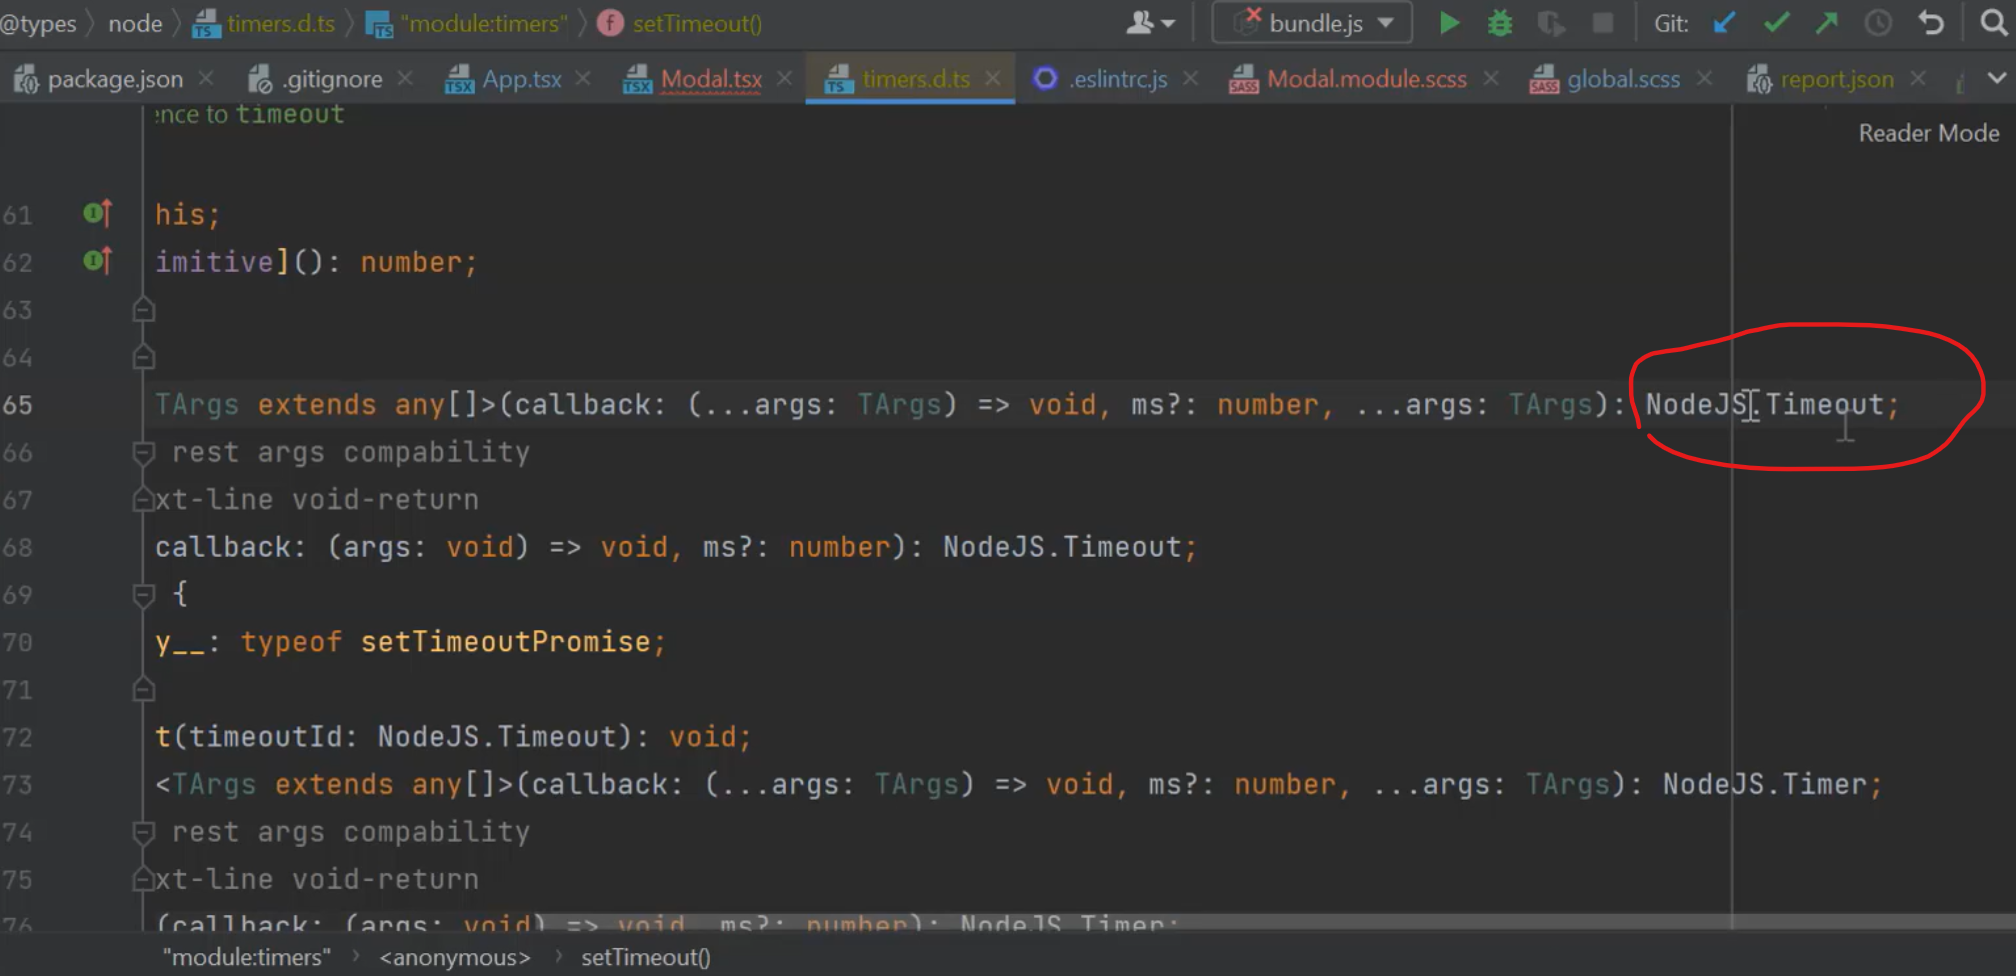 @types node timers.d.ts "module:timers" setTimeout() bundle.js Git:
package.json .gitignore App.tsx Modal.tsx timers.d.ts .eslintrc.js Modal.module.scss global.scss report.json
ence to timeout
Reader Mode
61 his;
62 imitive](): number;
63
64
65 TArgs extends any[]>(callback: (...args: TArgs) => void, ms?: number, ...args: TArgs): NodeJS.Timeout;
66 rest args compability
67 xt-line void-return
68 callback: (args: void) => void, ms?: number): NodeJS.Timeout;
69 {
70 y__: typeof setTimeoutPromise;
71
72 t(timeoutId: NodeJS.Timeout): void;
73 <TArgs extends any[]>(callback: (...args: TArgs) => void, ms?: number, ...args: TArgs): NodeJS.Timer;
74 rest args compability
75 xt-line void-return
76 (callback: (args: void) => void, ms?: number): NodeJS.Timer;
"module:timers" <anonymous> setTimeout()